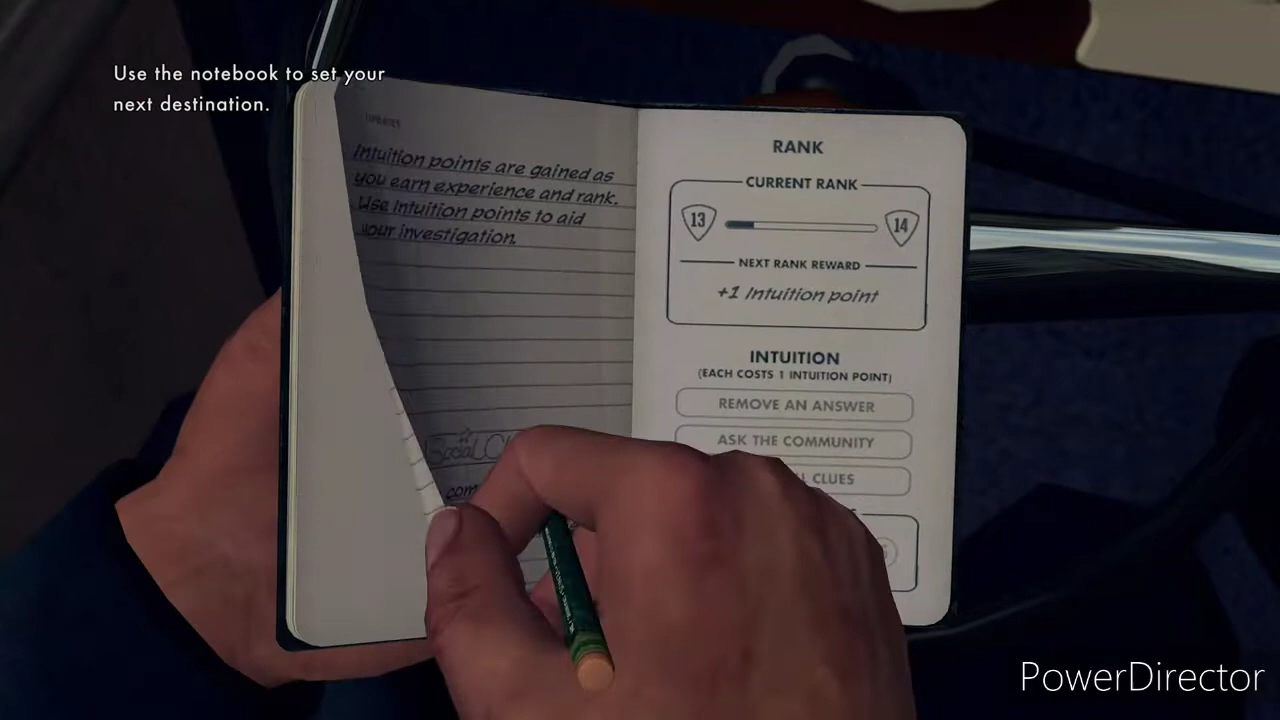 Use the notebook to set your
next destination.
Intuition points are gained as
you earn experience and rank.
Use Intuition points to aid
your investigation.
Social
RANK
CURRENT RANK
13
14
NEXT RANK REWARD
+1 Intuition point
INTUITION
(EACH COSTS 1 INTUITION POINT)
REMOVE AN ANSWER
ASK THE COMMUNITY
CLUES
PowerDirector